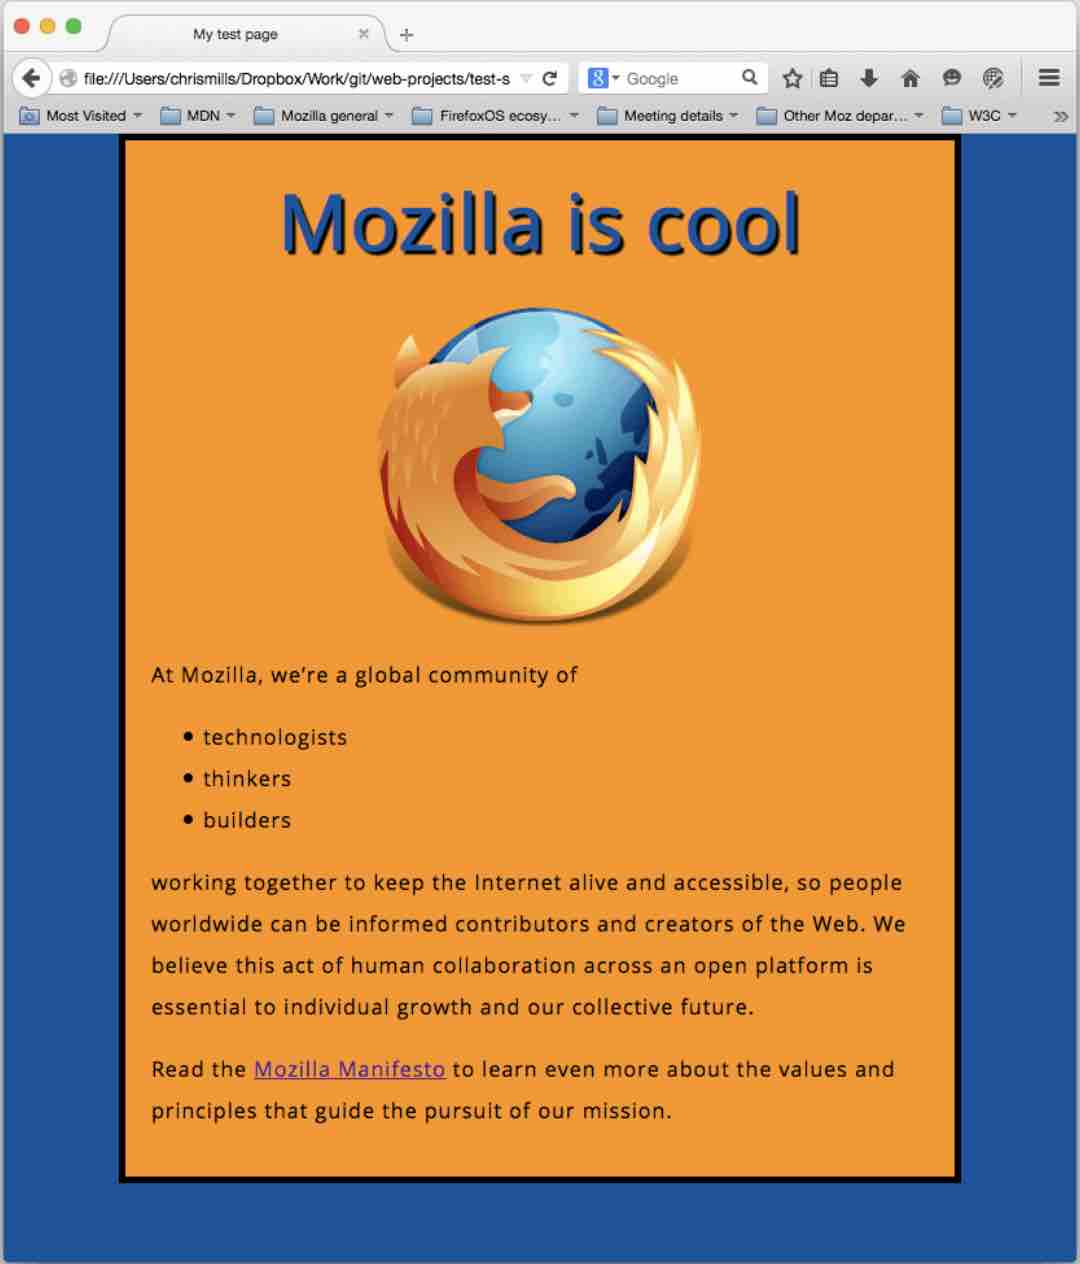 My test page
file:///Users/chrismills/Dropbox/Work/git/web-projects/test-s
Google
Most Visited MDN Mozilla general FirefoxOS ecosy... Meeting details Other Moz depar... W3C
Mozilla is cool
At Mozilla, we’re a global community of
• technologists
• thinkers
• builders
working together to keep the Internet alive and accessible, so people
worldwide can be informed contributors and creators of the Web. We
believe this act of human collaboration across an open platform is
essential to individual growth and our collective future.
Read the Mozilla Manifesto to learn even more about the values and
principles that guide the pursuit of our mission.